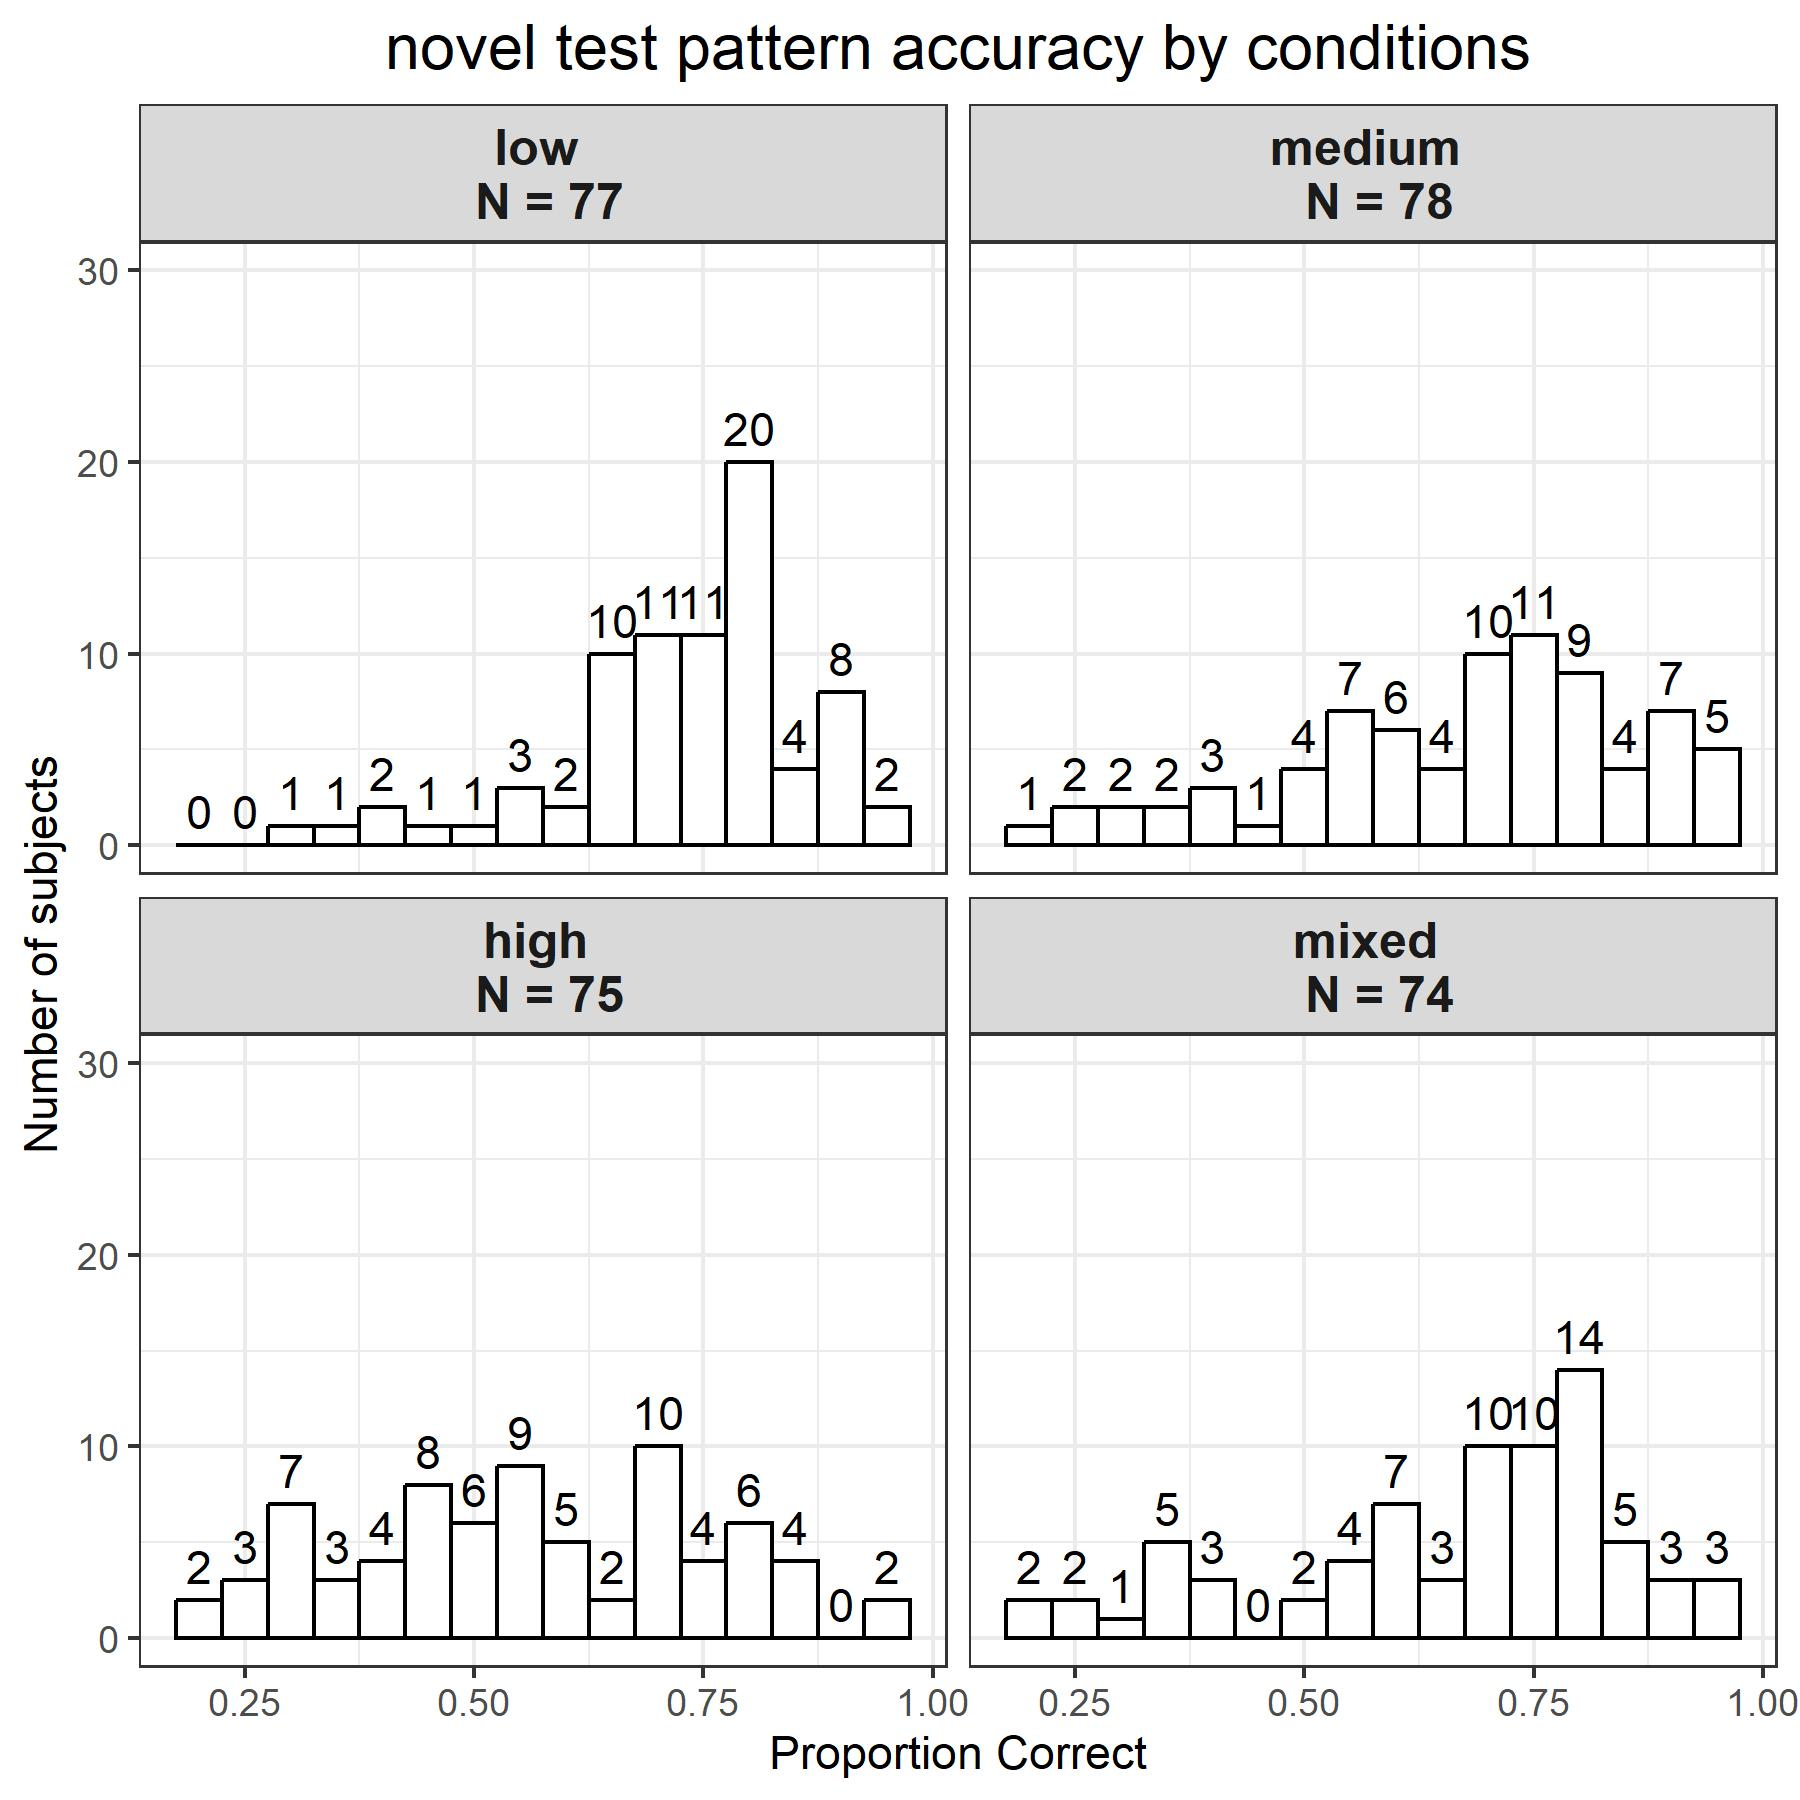 novel test pattern accuracy by conditions
low
N = 77
medium
N = 78
30
20
10
0
0 0 1 1 2 1 1 3 2 10 11 11 20 4 8 2
1 2 2 2 3 1 4 7 6 4 10 11 9 4 7 5
high
N = 75
mixed
N = 74
30
20
10
0
2 3 7 3 4 8 6 9 5 2 10 4 6 4 0 2
2 2 1 5 3 0 2 4 7 3 10 10 14 5 3 3
0.25 0.50 0.75 1.00
0.25 0.50 0.75 1.00
Number of subjects
Proportion Correct